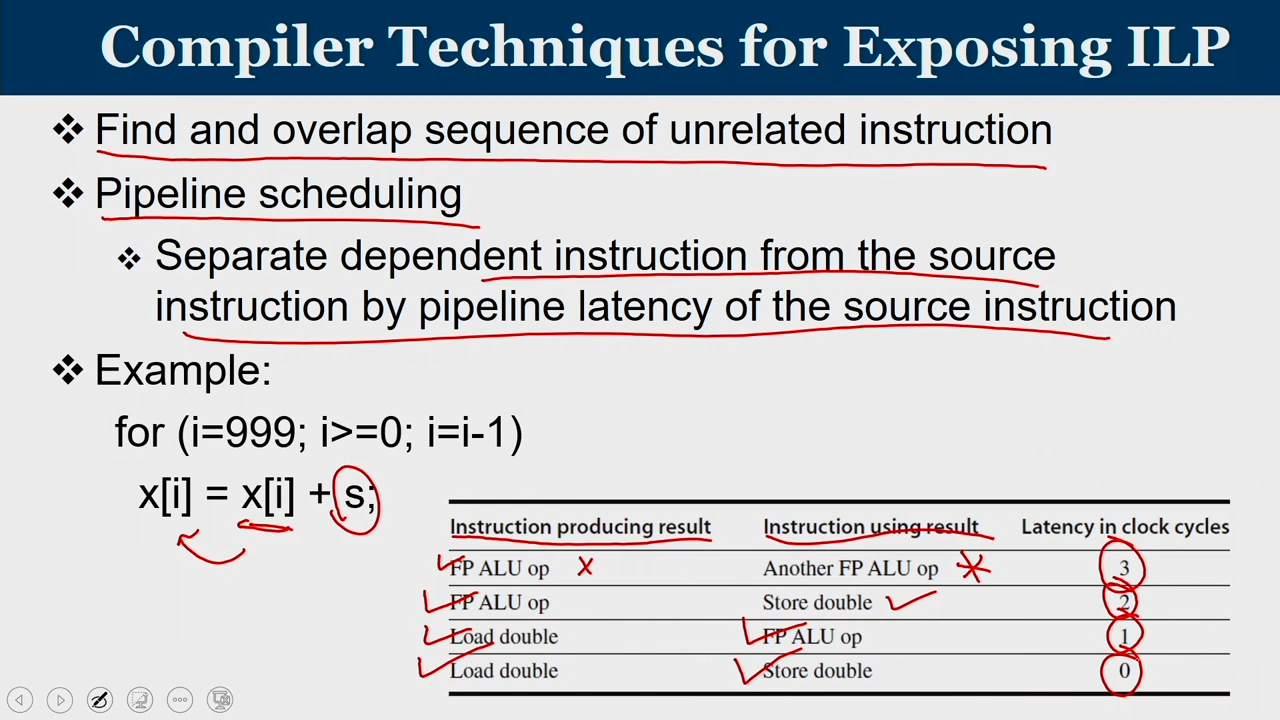 Compiler Techniques for Exposing ILP
❖ Find and overlap sequence of unrelated instruction
❖ Pipeline scheduling
❖ Separate dependent instruction from the source
instruction by pipeline latency of the source instruction
❖ Example:
for (i=999; i>=0; i=i-1)
x[i] = x[i] + s;
Instruction producing result Instruction using result Latency in clock cycles
FP ALU op Another FP ALU op 3
FP ALU op Store double 2
Load double FP ALU op 1
Load double Store double 0